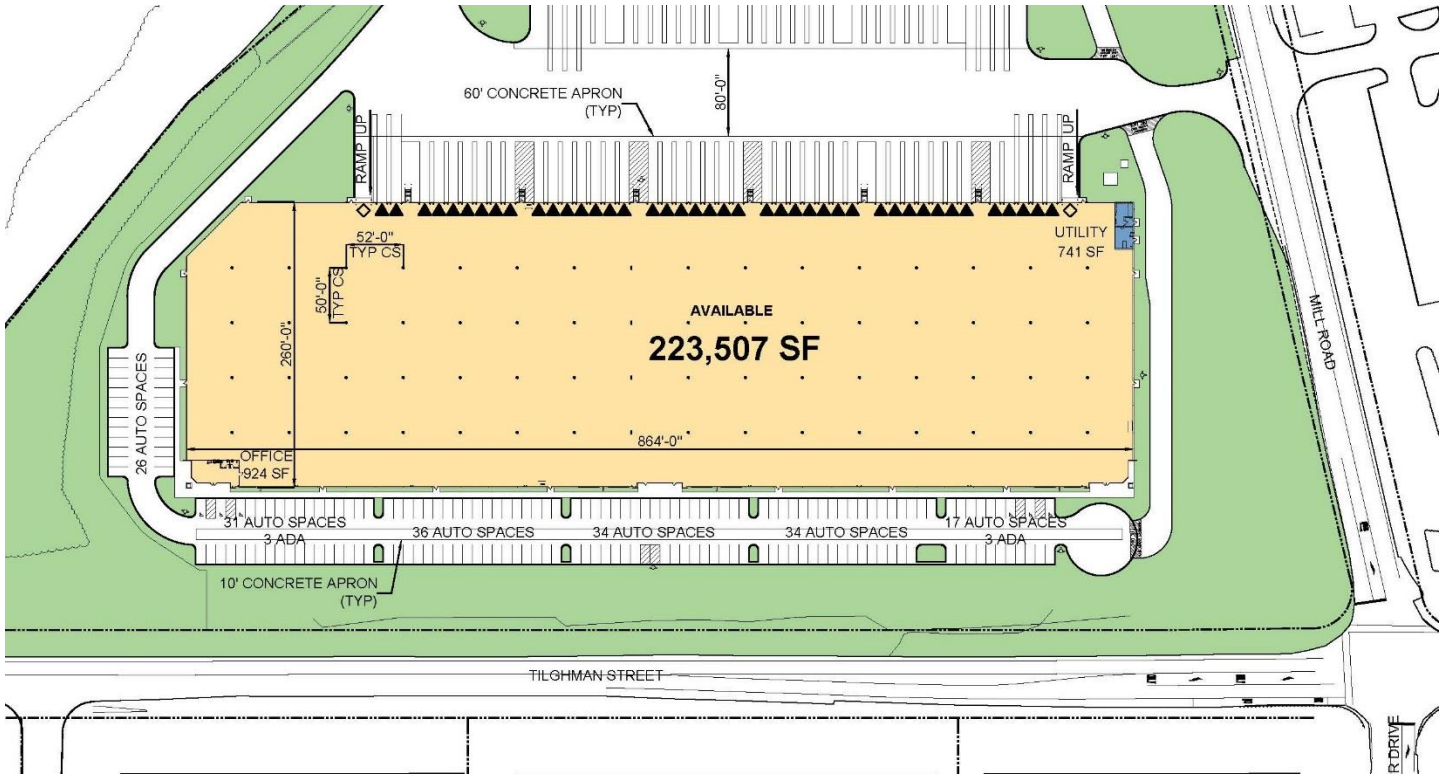 60' CONCRETE APRON
(TYP)
80'-0"
RAMP UP
RAMP UP
52'-0"
TYP CS
50'-0"
TYP CS
UTILITY
741 SF
AVAILABLE
223,507 SF
260'-0"
MILL ROAD
26 AUTO SPACES
864'-0"
OFFICE
924 SF
31 AUTO SPACES
3 ADA
36 AUTO SPACES
34 AUTO SPACES
34 AUTO SPACES
17 AUTO SPACES
3 ADA
10' CONCRETE APRON
(TYP)
TILGHMAN STREET
R DRIVE